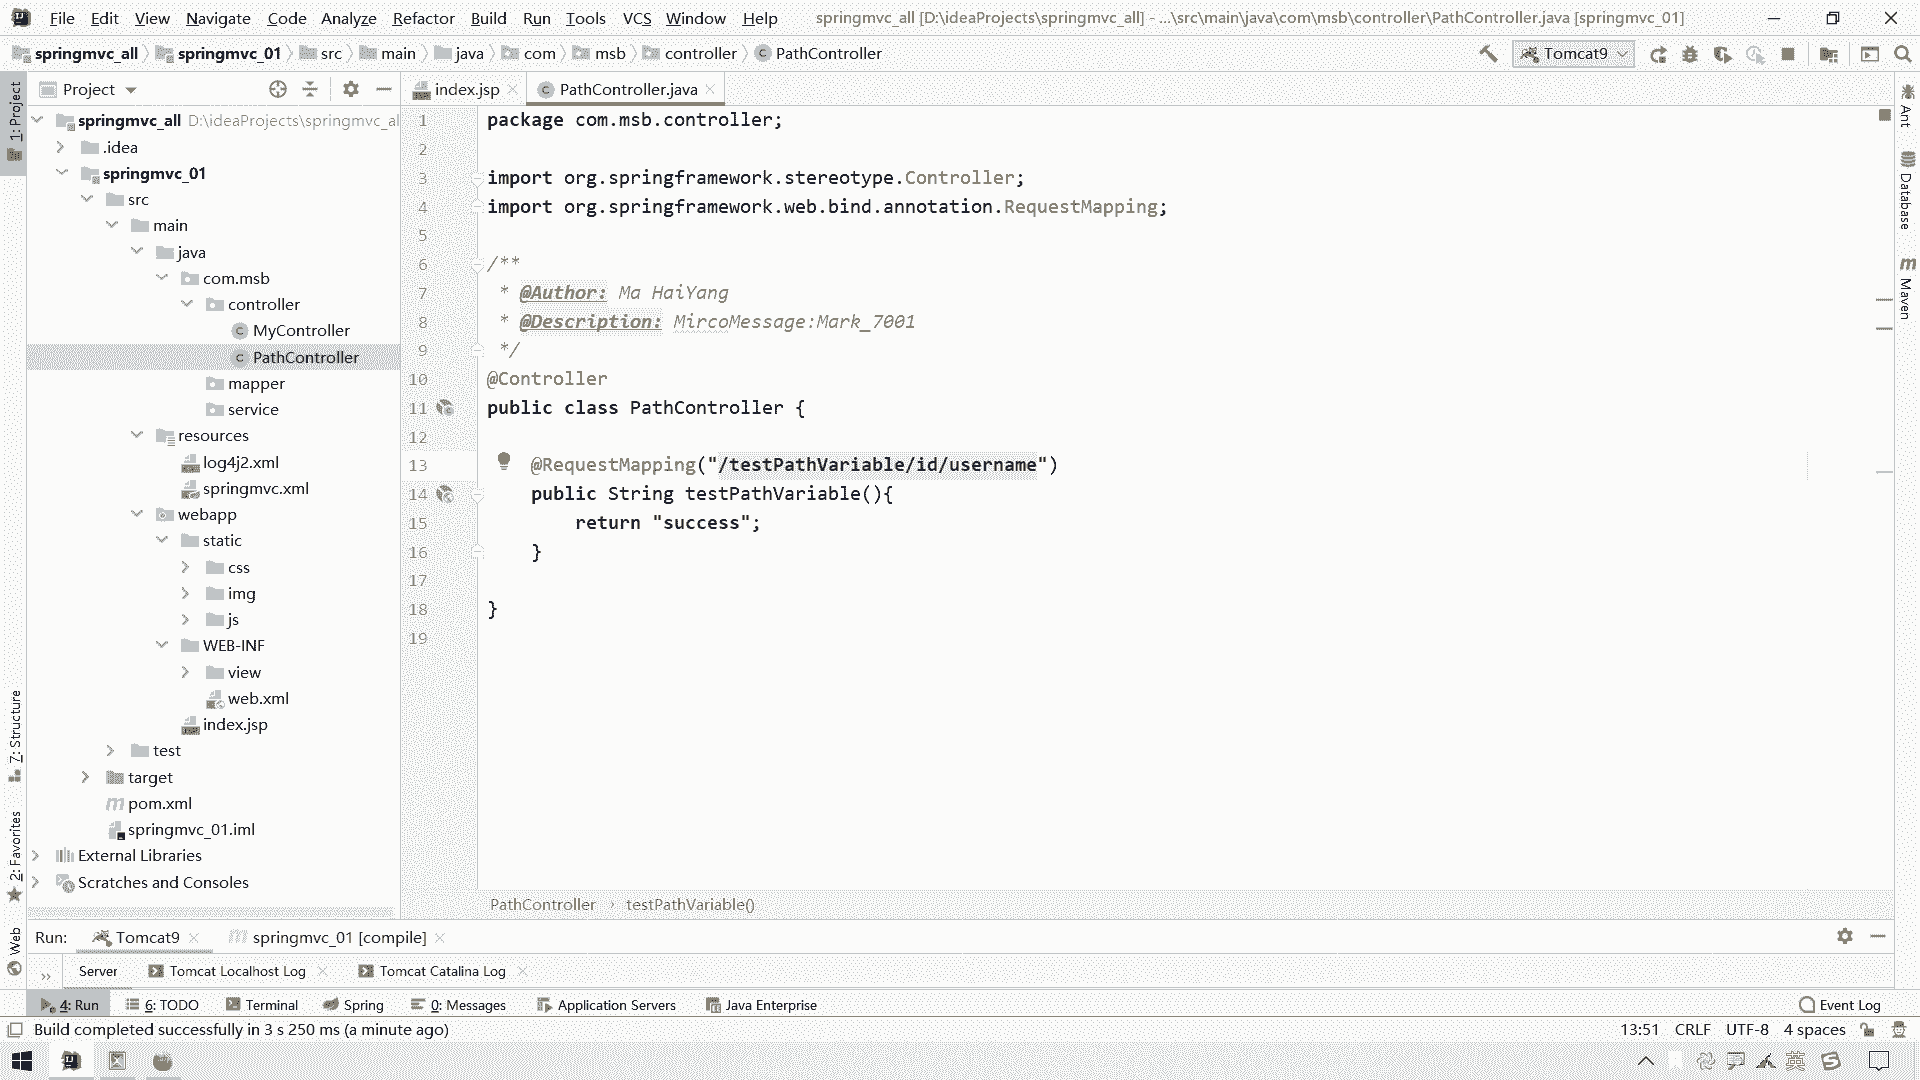 File Edit View Navigate Code Analyze Refactor Build Run Tools VCS Window Help springmvc_all [D:\ideaProjects\springmvc_all] - ...\src\main\java\com\msb\controller\PathController.java [springmvc_01]
springmvc_all springmvc_01 src main java com msb controller PathController Tomcat9
Project index.jsp PathController.java
1: Project
springmvc_all D:\ideaProjects\springmvc_al
.idea
springmvc_01
src
main
java
com.msb
controller
MyController
PathController
mapper
service
resources
log4j2.xml
springmvc.xml
webapp
static
css
img
js
WEB-INF
view
web.xml
index.jsp
test
target
pom.xml
springmvc_01.iml
External Libraries
Scratches and Consoles
7: Structure
2: Favorites
Web
1 package com.msb.controller;
2
3 import org.springframework.stereotype.Controller;
4 import org.springframework.web.bind.annotation.RequestMapping;
5
6 /**
7 * @Author: Ma HaiYang
8 * @Description: MircoMessage:Mark_7001
9 */
10 @Controller
11 public class PathController {
12
13 @RequestMapping("/testPathVariable/id/username")
14 public String testPathVariable(){
15 return "success";
16 }
17
18 }
19
Ant
Database
m Maven
PathController › testPathVariable()
Run: Tomcat9 springmvc_01 [compile]
» Server Tomcat Localhost Log Tomcat Catalina Log
4: Run 6: TODO Terminal Spring 0: Messages Application Servers Java Enterprise Event Log
Build completed successfully in 3 s 250 ms (a minute ago) 13:51 CRLF UTF-8 4 spaces
英